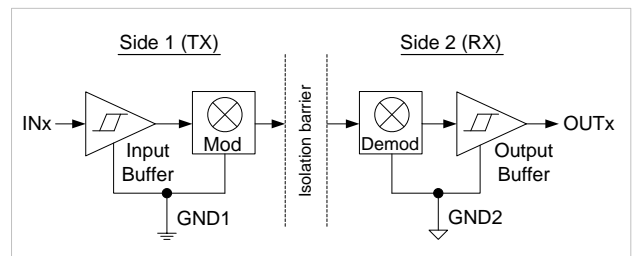 Side 1 (TX)
Side 2 (RX)
INx
Input
Buffer
Mod
GND1
Isolation barrier
Demod
Output
Buffer
OUTx
GND2